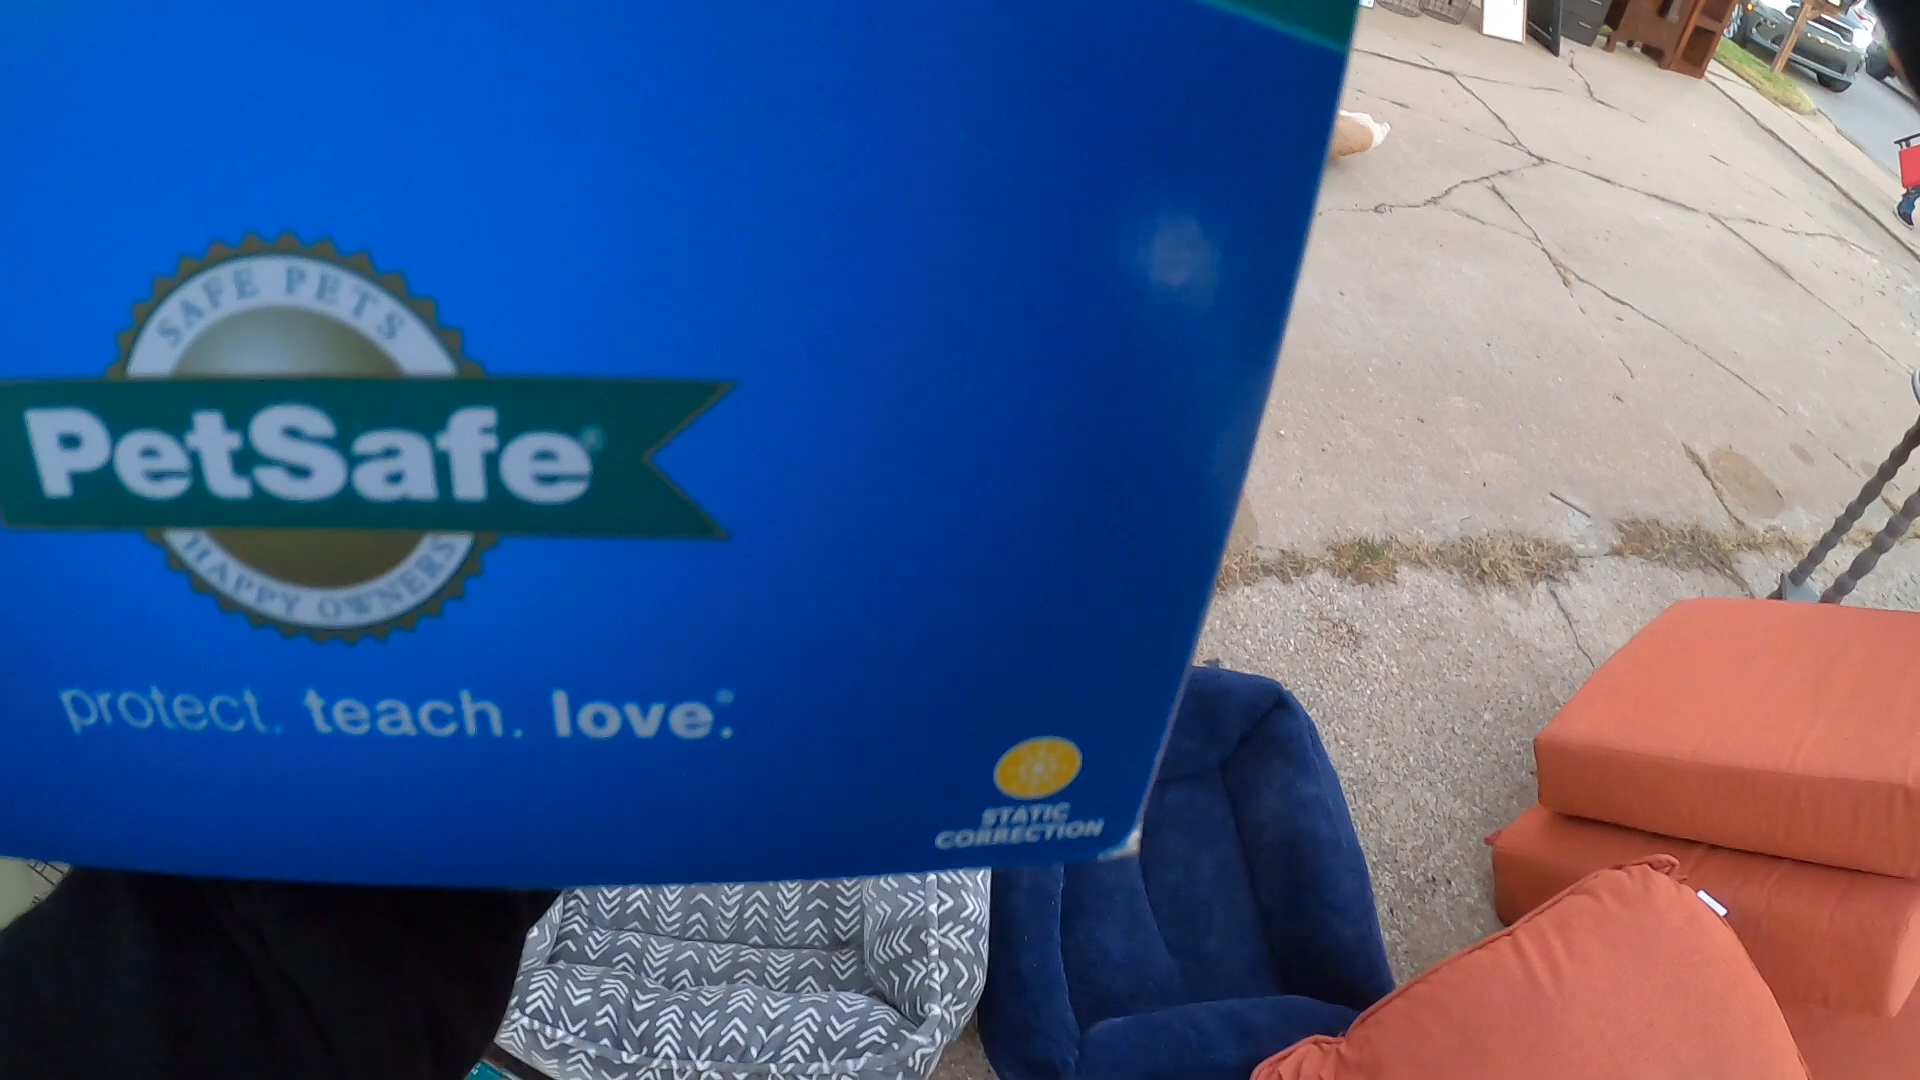 SAFE PETS
PetSafe®
HAPPY OWNERS
protect. teach. love.®
STATIC
CORRECTION